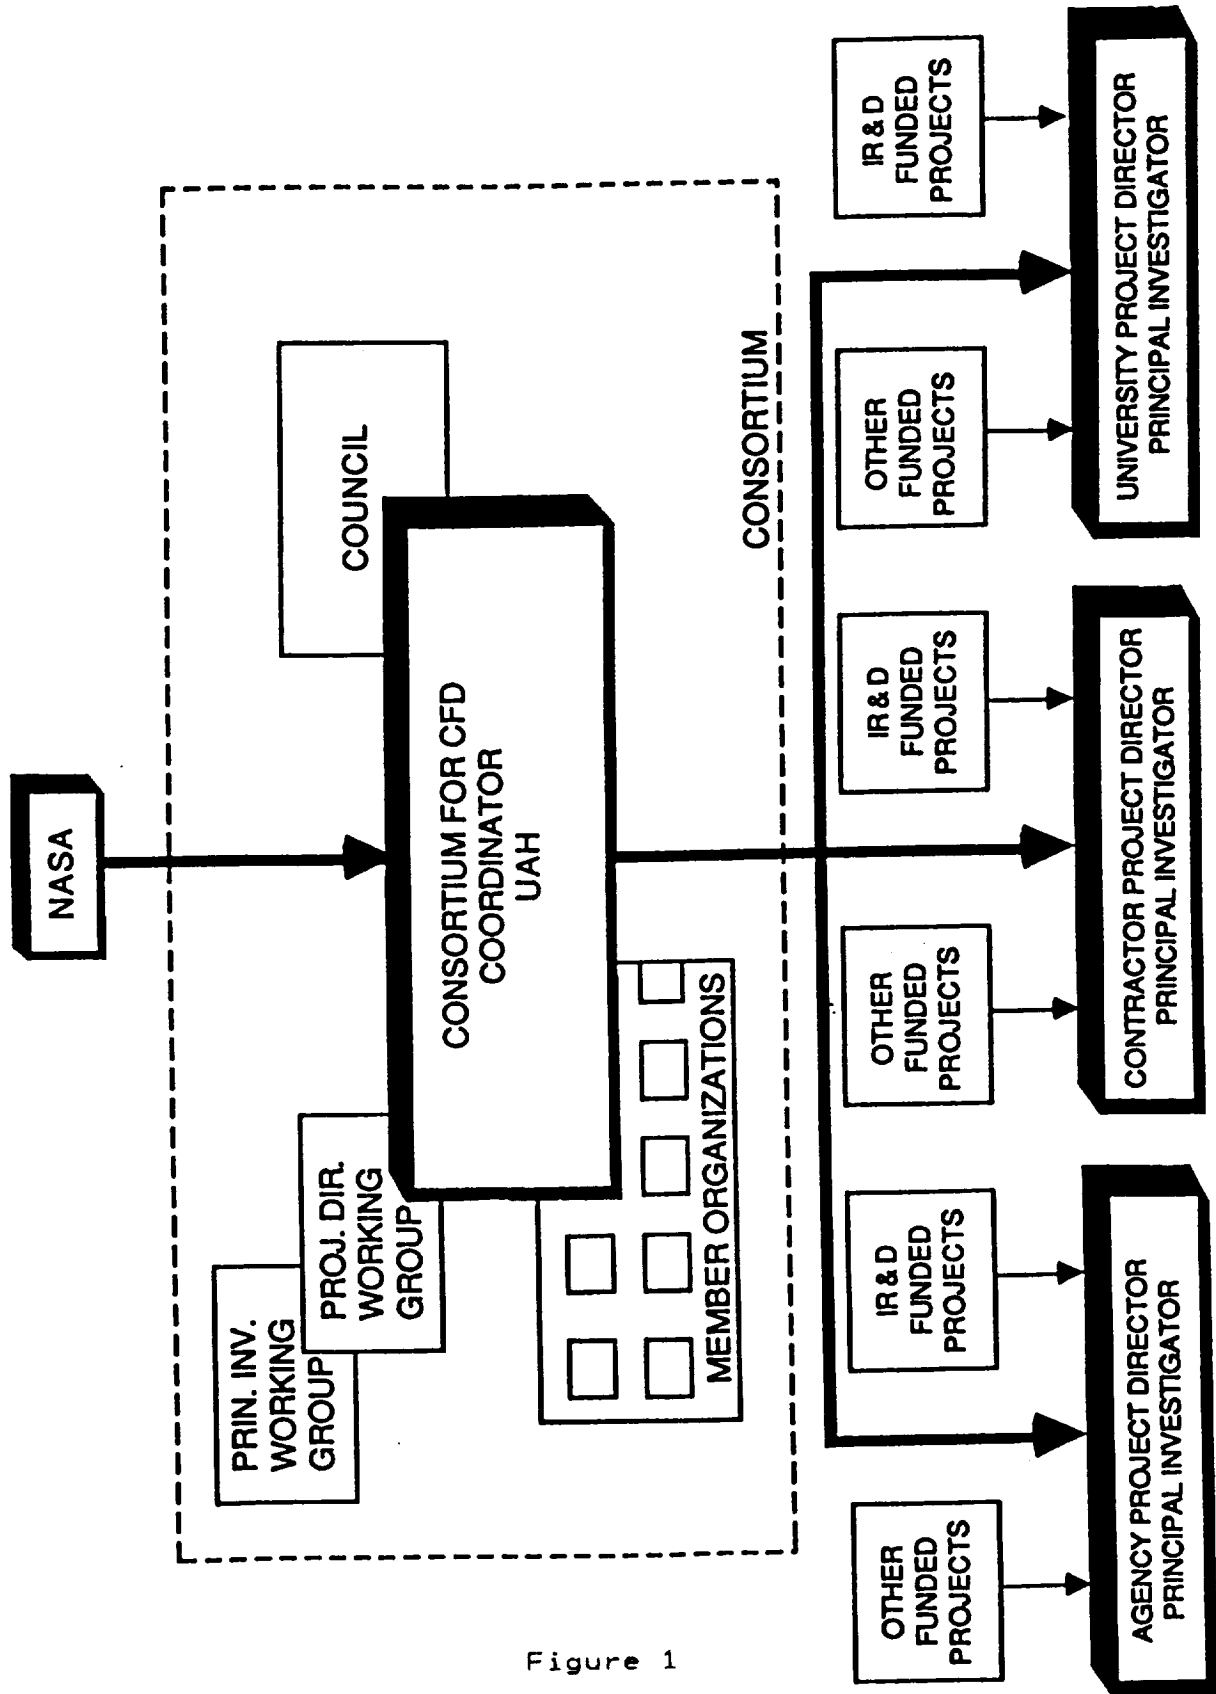 NASA
PRIN. INV.
WORKING
GROUP
PROJ. DIR.
WORKING
GROUP
COUNCIL
CONSORTIUM FOR CFD
COORDINATOR
UAH
MEMBER ORGANIZATIONS
CONSORTIUM
OTHER
FUNDED
PROJECTS
IR & D
FUNDED
PROJECTS
OTHER
FUNDED
PROJECTS
IR & D
FUNDED
PROJECTS
OTHER
FUNDED
PROJECTS
IR & D
FUNDED
PROJECTS
AGENCY PROJECT DIRECTOR
PRINCIPAL INVESTIGATOR
CONTRACTOR PROJECT DIRECTOR
PRINCIPAL INVESTIGATOR
UNIVERSITY PROJECT DIRECTOR
PRINCIPAL INVESTIGATOR
Figure 1